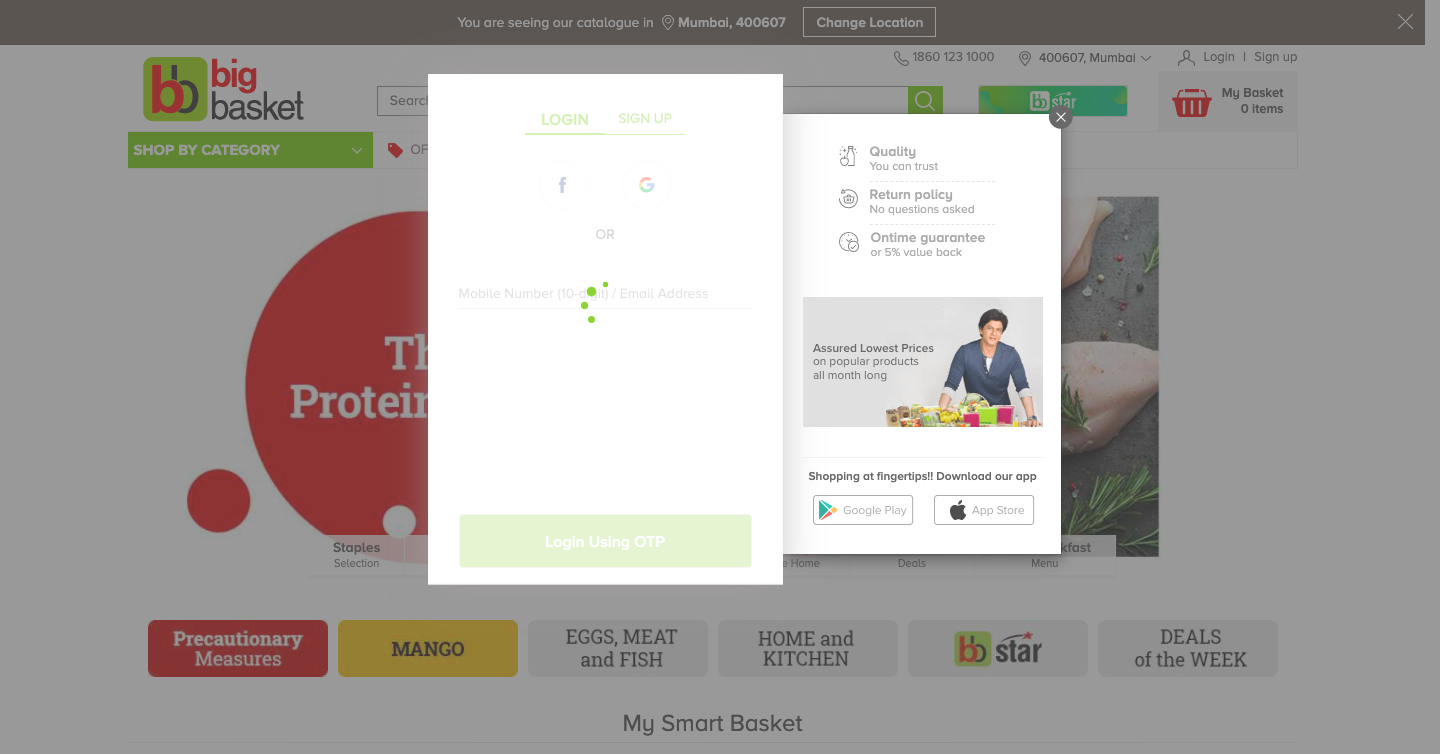 You are seeing our catalogue in Mumbai, 400607
Change Location
1860 123 1000
400607, Mumbai
Login | Sign up
big
basket
Search
bb star
My Basket
0 items
SHOP BY CATEGORY
OF
LOGIN
SIGN UP
OR
Mobile Number (10-digit) / Email Address
Login Using OTP
Quality
You can trust
Return policy
No questions asked
Ontime guarantee
or 5% value back
Assured Lowest Prices
on popular products
all month long
Shopping at fingertips!! Download our app
Google Play
App Store
Th
Protein
Staples
Selection
e Home
Deals
kfast
Menu
Precautionary
Measures
MANGO
EGGS, MEAT
and FISH
HOME and
KITCHEN
bb star
DEALS
of the WEEK
My Smart Basket